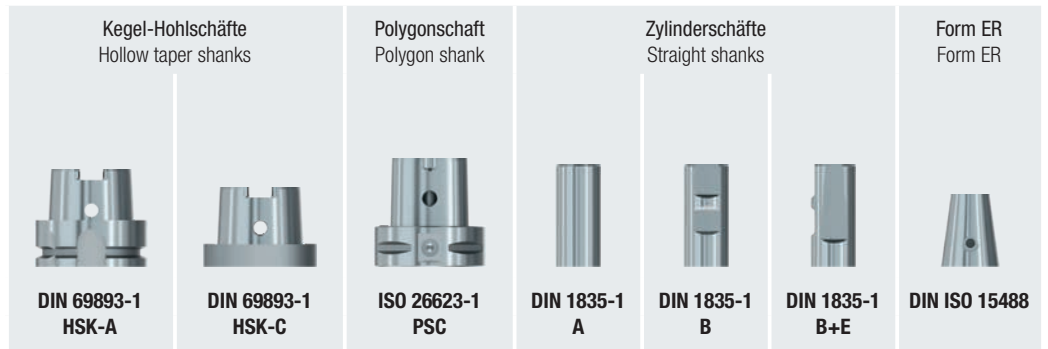 Kegel-Hohlschäfte
Hollow taper shanks
Polygonschaft
Polygon shank
Zylinderschäfte
Straight shanks
Form ER
Form ER
DIN 69893-1
HSK-A
DIN 69893-1
HSK-C
ISO 26623-1
PSC
DIN 1835-1
A
DIN 1835-1
B
DIN 1835-1
B+E
DIN ISO 15488